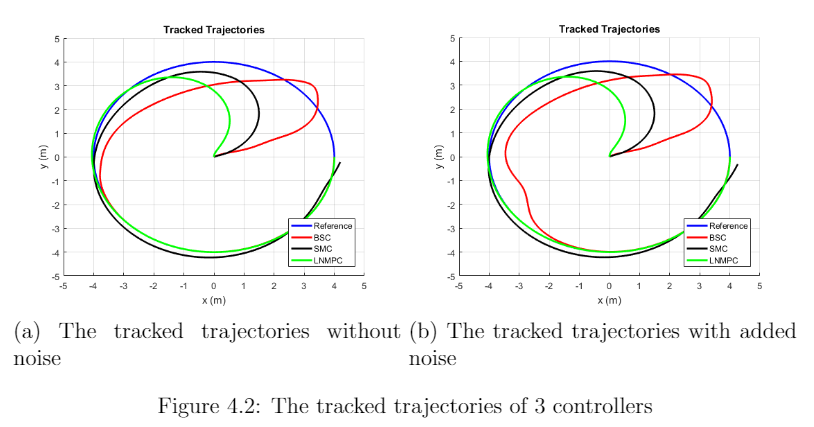 Tracked Trajectories
5
4
3
2
1
0
-1
-2
-3
-4
-5
y (m)
-5 -4 -3 -2 -1 0 1 2 3 4 5
x (m)
Reference
BSC
SMC
LNMPC
(a) The tracked trajectories without
noise
Tracked Trajectories
5
4
3
2
1
0
-1
-2
-3
-4
-5
y (m)
-5 -4 -3 -2 -1 0 1 2 3 4 5
x (m)
Reference
BSC
SMC
LNMPC
(b) The tracked trajectories with added
noise
Figure 4.2: The tracked trajectories of 3 controllers